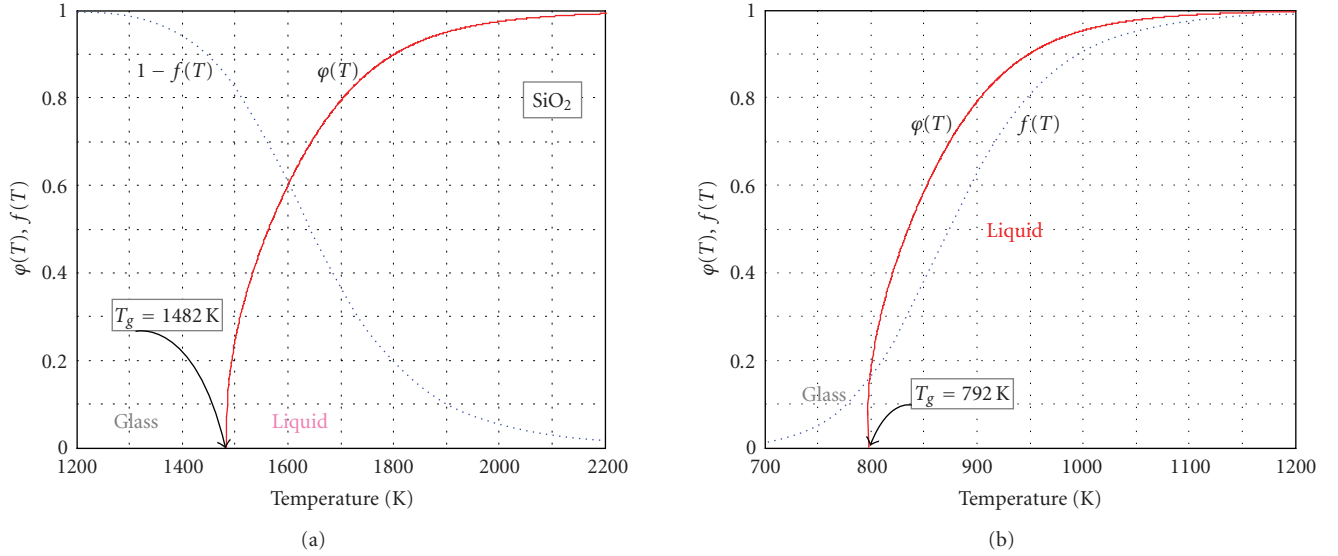 1
0.8
0.6
0.4
0.2
0
φ(T), f(T)
1 − f(T)
φ(T)
SiO₂
T_g = 1482 K
Glass
Liquid
1200 1400 1600 1800 2000 2200
Temperature (K)
(a)
1
0.8
0.6
0.4
0.2
0
φ(T), f(T)
φ(T)
f(T)
Liquid
Glass
T_g = 792 K
700 800 900 1000 1100 1200
Temperature (K)
(b)